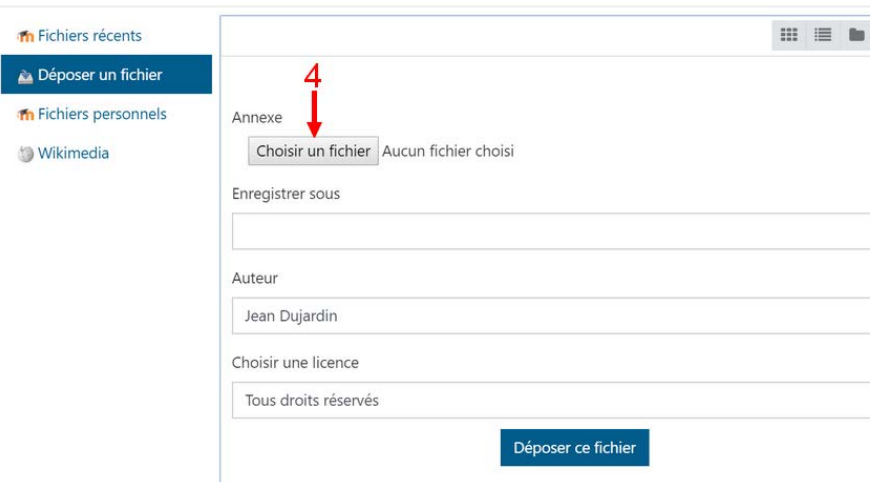 Fichiers récents
Déposer un fichier
Fichiers personnels
Wikimedia
4
Annexe
Choisir un fichier Aucun fichier choisi
Enregistrer sous
Auteur
Jean Dujardin
Choisir une licence
Tous droits réservés
Déposer ce fichier